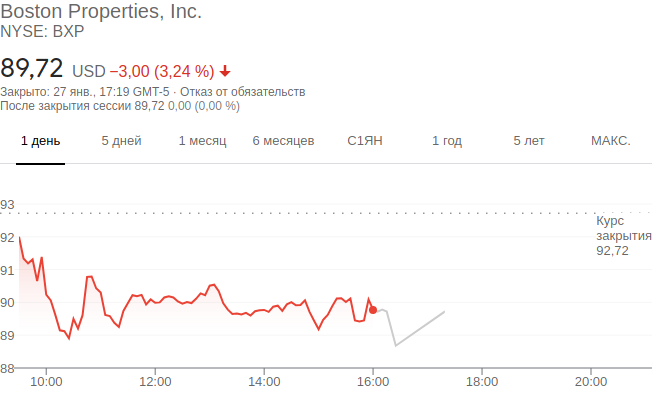 Boston Properties, Inc.
NYSE: BXP
89,72 USD −3,00 (3,24 %)
Закрыто: 27 янв., 17:19 GMT-5 · Отказ от обязательств
После закрытия сессии 89,72 0,00 (0,00 %)
1 день 5 дней 1 месяц 6 месяцев С1ЯН 1 год 5 лет МАКС.
93
Курс
закрытия
92,72
92
91
90
89
88
10:00 12:00 14:00 16:00 18:00 20:00